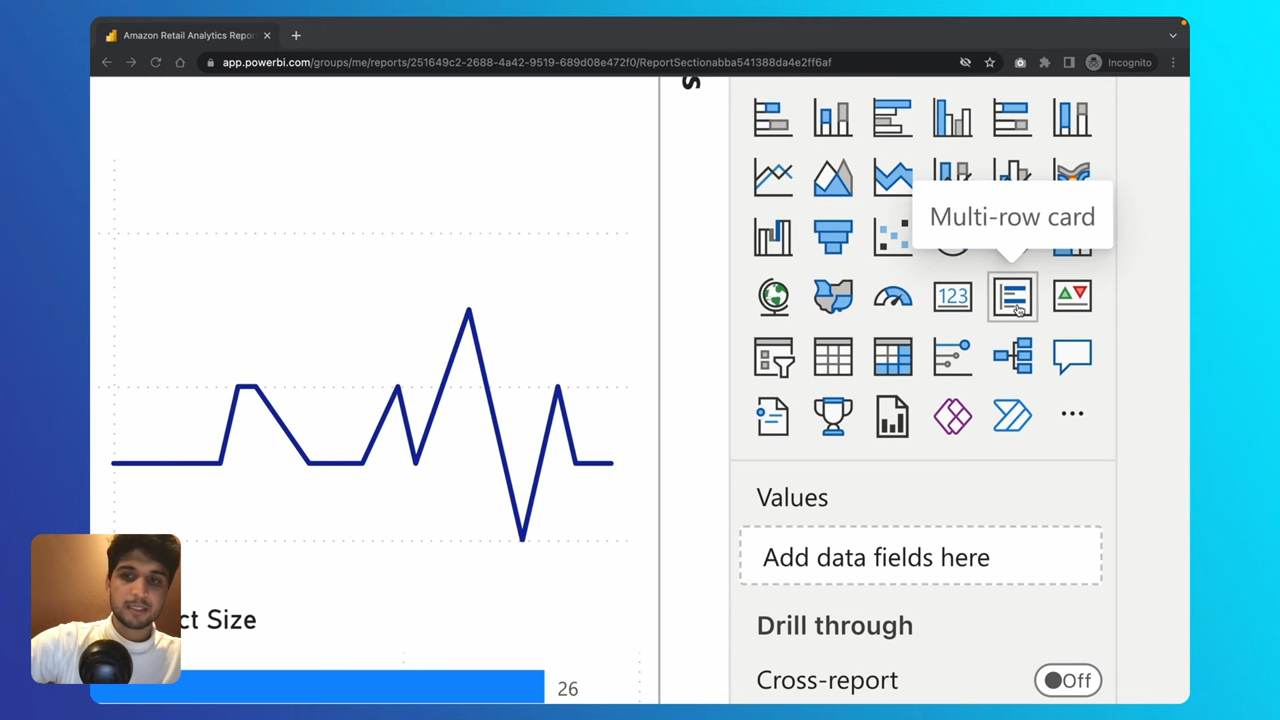 Amazon Retail Analytics Repor
app.powerbi.com/groups/me/reports/251649c2-2688-4a42-9519-689d08e472f0/ReportSectionabba541388da4e2ff6af
Incognito
s
Multi-row card
123
Values
Add data fields here
ct Size
Drill through
Cross-report
Off
26